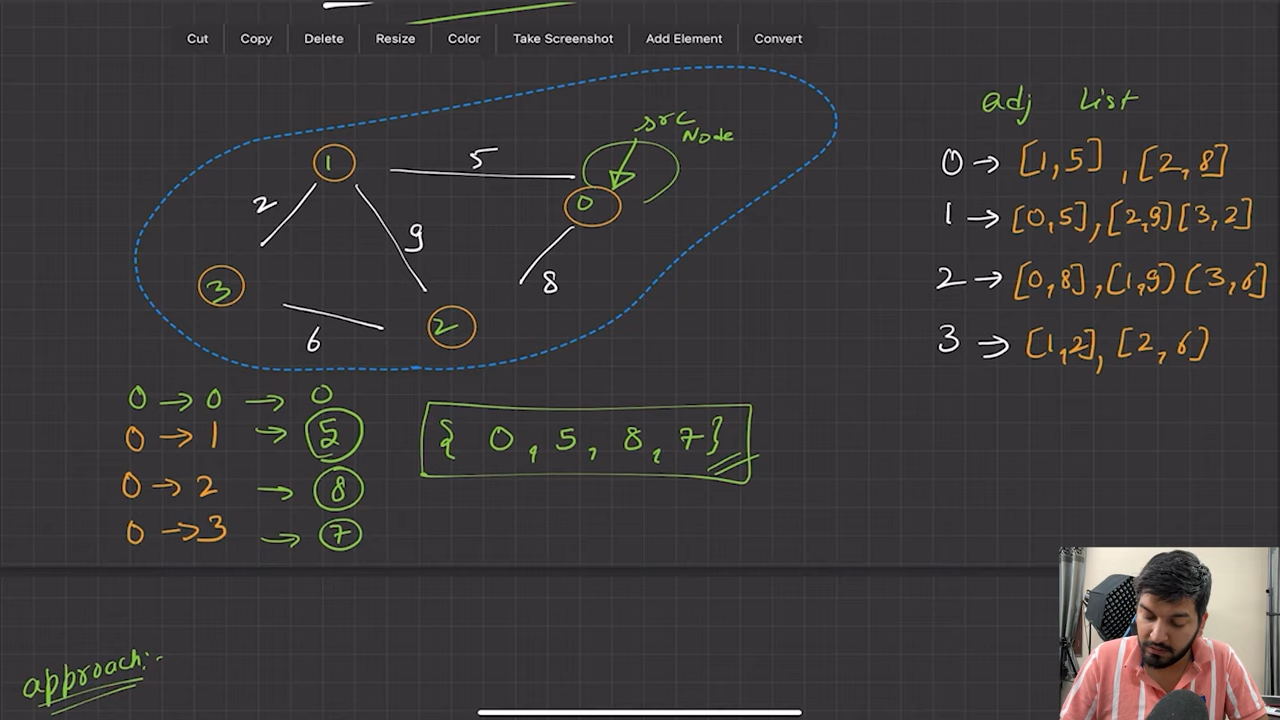 Cut Copy Delete Resize Color Take Screenshot Add Element Convert
src
Node
1
5
0
2
9
8
3
2
6
adj List
0 → [1,5] , [2,8]
1 → [0,5], [2,9] [3,2]
2 → [0,8], [1,9) [3,6]
3 → [1,2], [2,6]
0 → 0 → 0
0 → 1 → 5
0 → 2 → 8
0 → 3 → 7
{ 0, 5, 8, 7}
approach:-